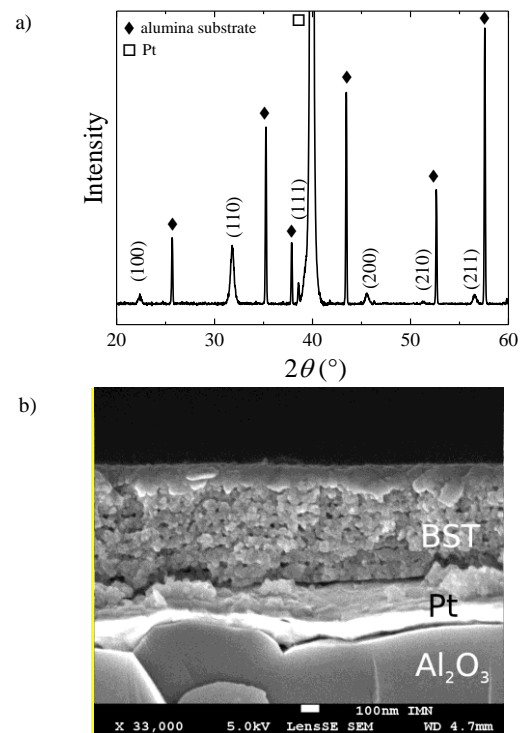 a)
◆ alumina substrate
□ Pt
Intensity
(100)
(110)
(111)
(200)
(210)
(211)
20 30 40 50 60
2θ (°)
b)
BST
Pt
Al₂O₃
100nm IMN
X 33,000 5.0kV LensSE SEM WD 4.7mm